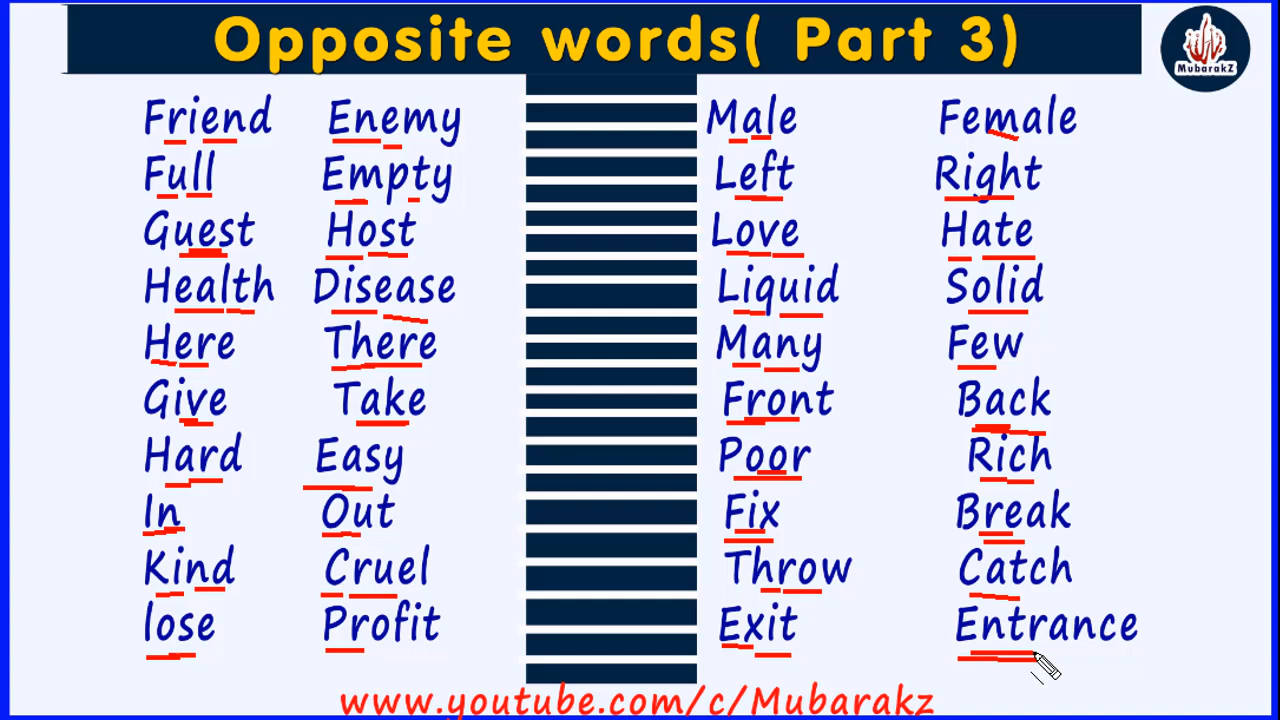 Opposite words( Part 3)
MubarakZ
Friend Enemy Male Female
Full Empty Left Right
Guest Host Love Hate
Health Disease Liquid Solid
Here There Many Few
Give Take Front Back
Hard Easy Poor Rich
In Out Fix Break
Kind Cruel Throw Catch
lose Profit Exit Entrance
www.youtube.com/c/Mubarakz